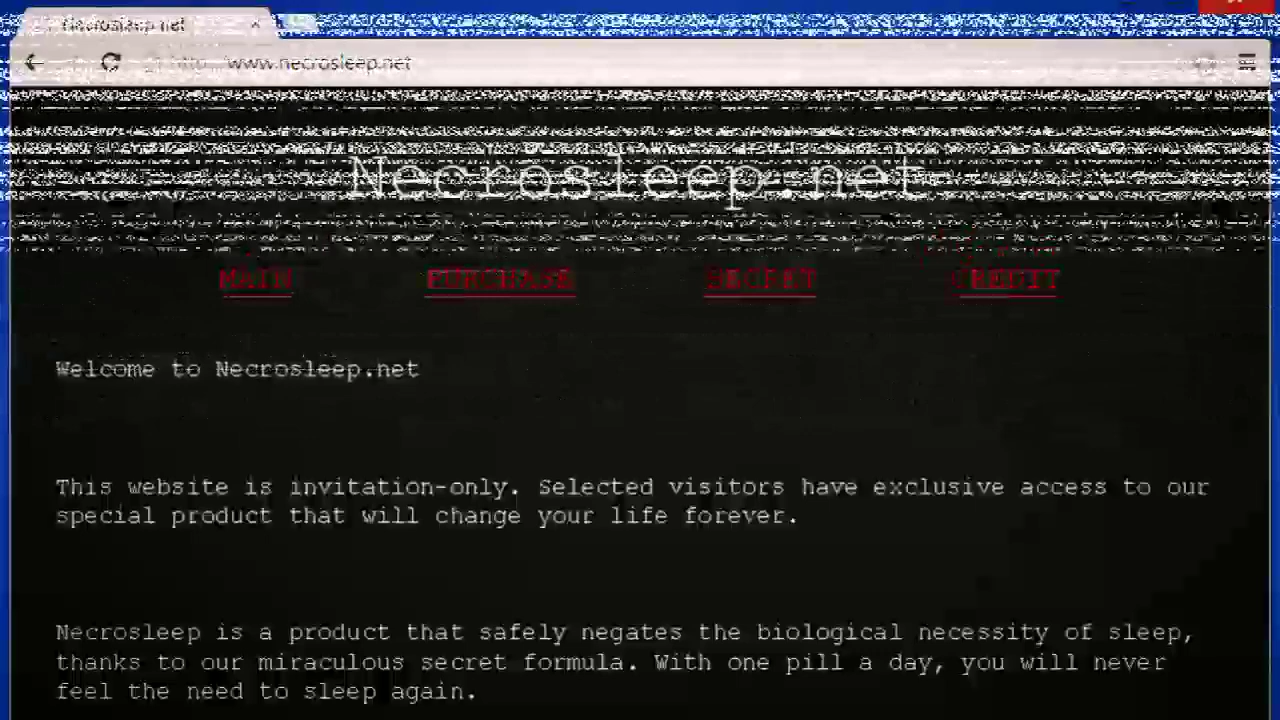 Necrosleep.net
www.necrosleep.net
Necrosleep.net
MAIN PURCHASE SECRET CREDIT
Welcome to Necrosleep.net
This website is invitation-only. Selected visitors have exclusive access to our
special product that will change your life forever.
Necrosleep is a product that safely negates the biological necessity of sleep,
thanks to our miraculous secret formula. With one pill a day, you will never
feel the need to sleep again.